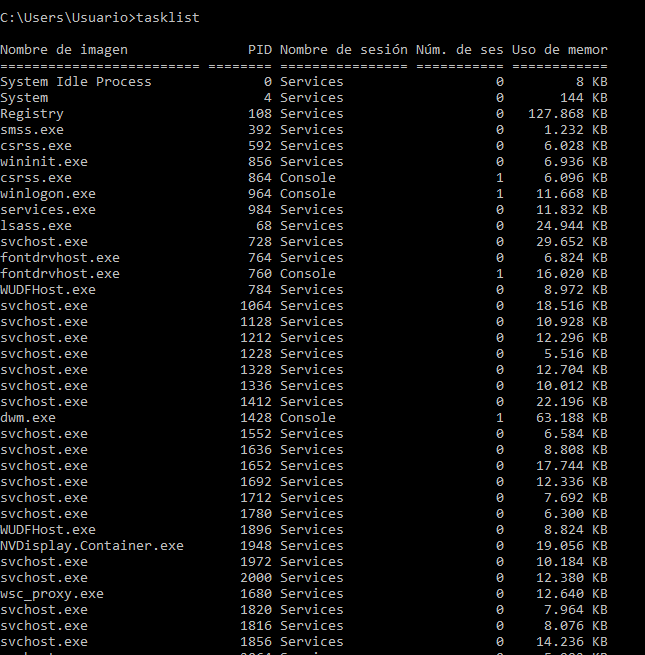 C:\Users\Usuario>tasklist
Nombre de imagen PID Nombre de sesión Núm. de ses Uso de memor
========================= ======== ================ =========== ============
System Idle Process 0 Services 0 8 KB
System 4 Services 0 144 KB
Registry 108 Services 0 127.868 KB
smss.exe 392 Services 0 1.232 KB
csrss.exe 592 Services 0 6.028 KB
wininit.exe 856 Services 0 6.936 KB
csrss.exe 864 Console 1 6.096 KB
winlogon.exe 964 Console 1 11.668 KB
services.exe 984 Services 0 11.832 KB
lsass.exe 68 Services 0 24.944 KB
svchost.exe 728 Services 0 29.652 KB
fontdrvhost.exe 764 Services 0 6.824 KB
fontdrvhost.exe 760 Console 1 16.020 KB
WUDFHost.exe 784 Services 0 8.972 KB
svchost.exe 1064 Services 0 18.516 KB
svchost.exe 1128 Services 0 10.928 KB
svchost.exe 1212 Services 0 12.296 KB
svchost.exe 1228 Services 0 5.516 KB
svchost.exe 1328 Services 0 12.704 KB
svchost.exe 1336 Services 0 10.012 KB
svchost.exe 1412 Services 0 22.196 KB
dwm.exe 1428 Console 1 63.188 KB
svchost.exe 1552 Services 0 6.584 KB
svchost.exe 1636 Services 0 8.808 KB
svchost.exe 1652 Services 0 17.744 KB
svchost.exe 1692 Services 0 12.336 KB
svchost.exe 1712 Services 0 7.692 KB
svchost.exe 1780 Services 0 6.300 KB
WUDFHost.exe 1896 Services 0 8.824 KB
NVDisplay.Container.exe 1948 Services 0 19.056 KB
svchost.exe 1972 Services 0 10.184 KB
svchost.exe 2000 Services 0 12.380 KB
wsc_proxy.exe 1680 Services 0 12.640 KB
svchost.exe 1820 Services 0 7.964 KB
svchost.exe 1816 Services 0 8.076 KB
svchost.exe 1856 Services 0 14.236 KB